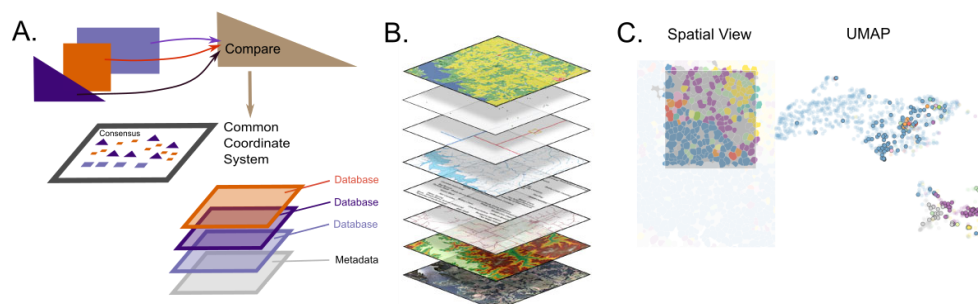 A.
Compare
Consensus
Common
Coordinate
System
Database
Database
Database
Metadata
B.
C.
Spatial View
UMAP